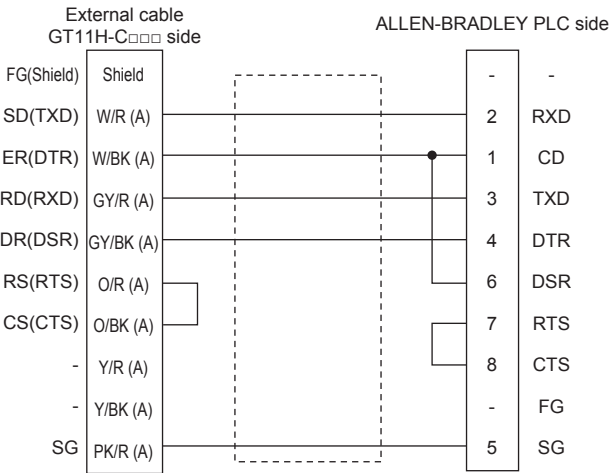 External cable
GT11H-C□□□ side
ALLEN-BRADLEY PLC side
FG(Shield) Shield - -
SD(TXD) W/R (A) 2 RXD
ER(DTR) W/BK (A) 1 CD
RD(RXD) GY/R (A) 3 TXD
DR(DSR) GY/BK (A) 4 DTR
RS(RTS) O/R (A) 6 DSR
CS(CTS) O/BK (A) 7 RTS
- Y/R (A) 8 CTS
- Y/BK (A) - FG
SG PK/R (A) 5 SG